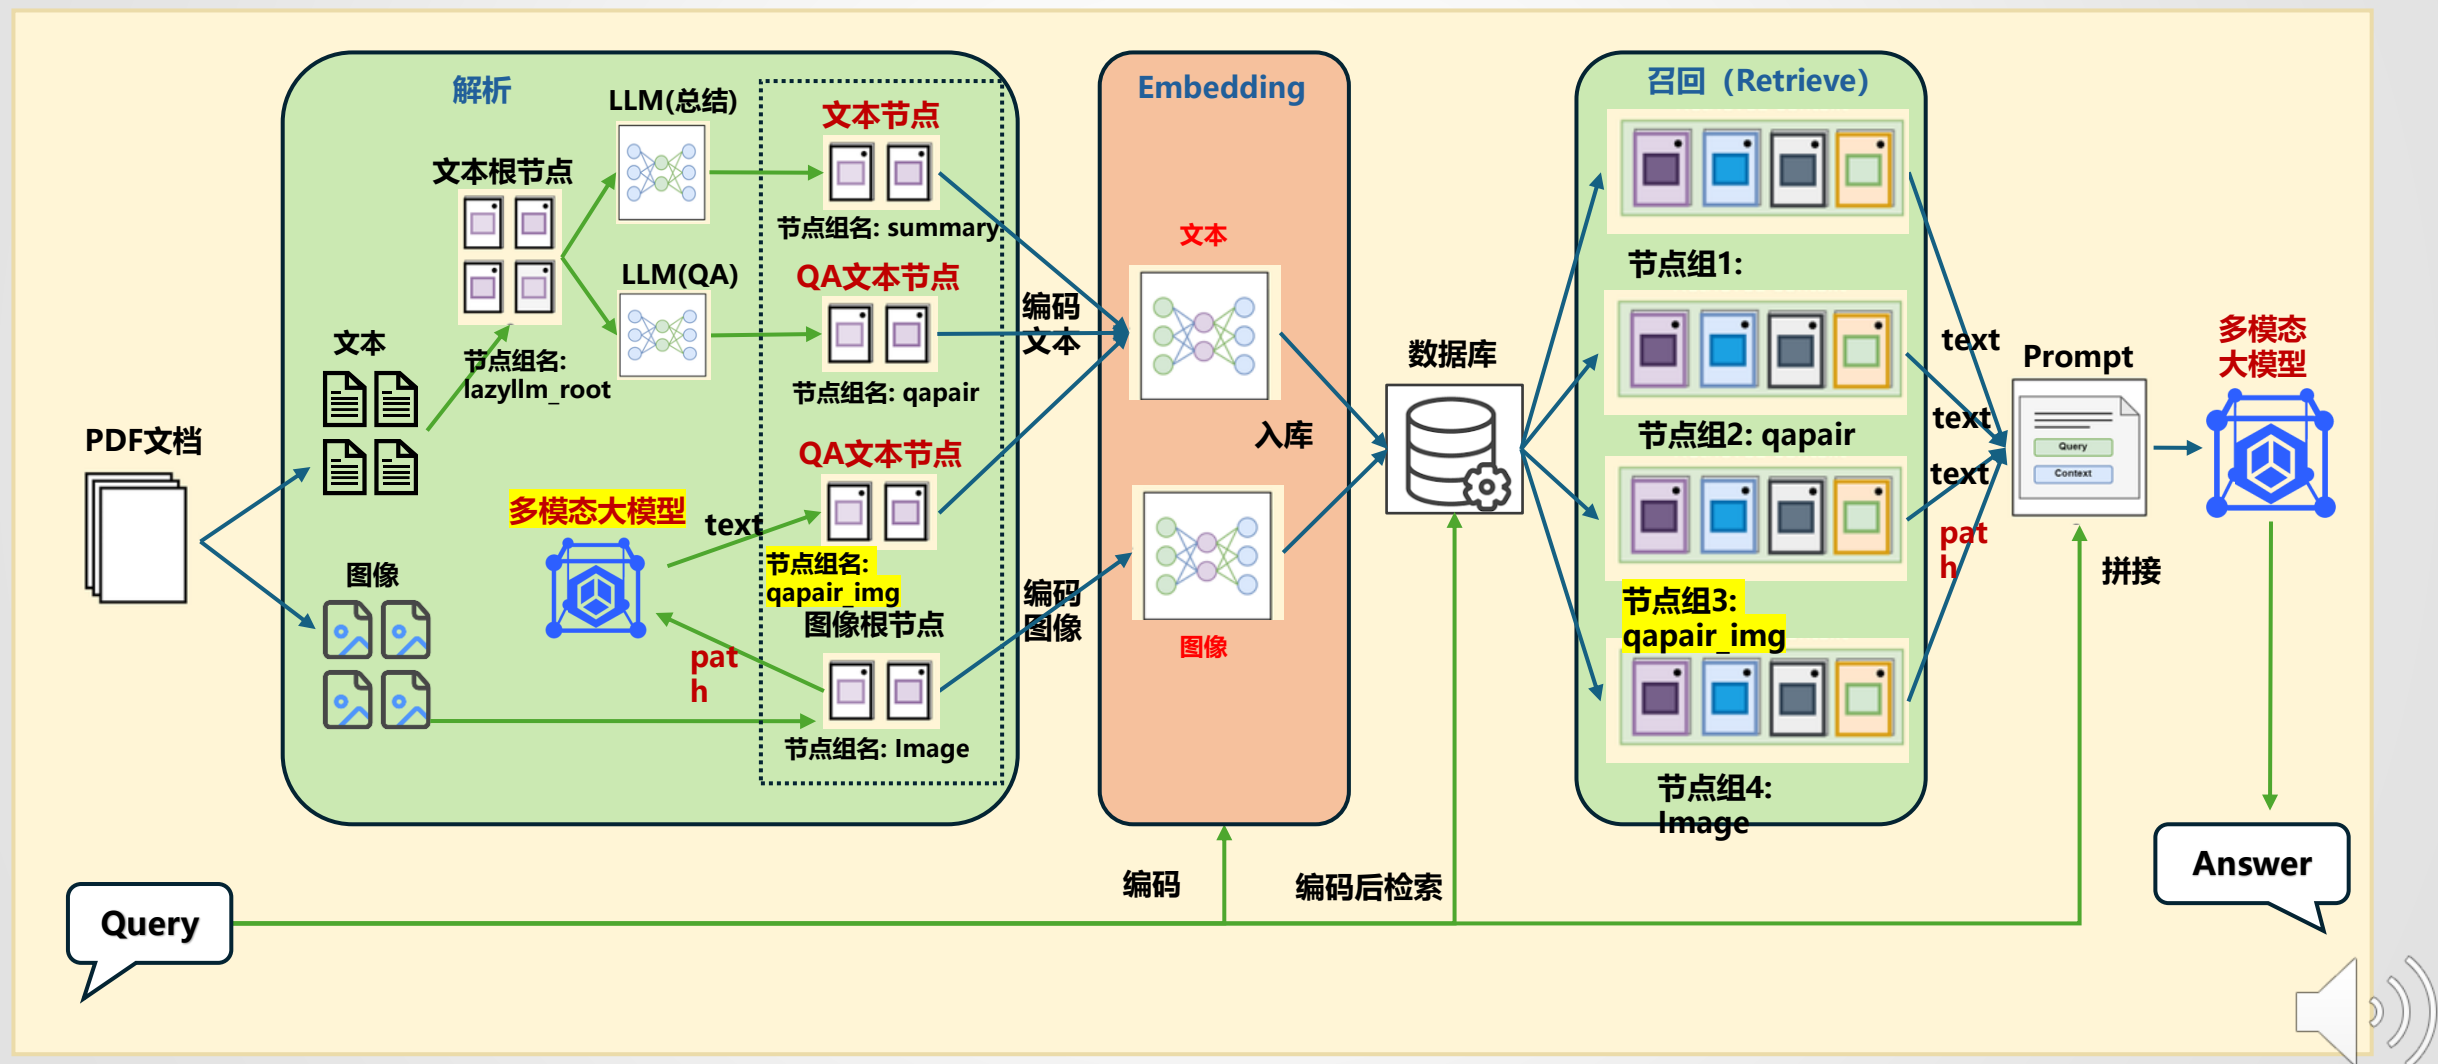 解析
LLM(总结)
文本节点
文本根节点
节点组名: summary
LLM(QA)
QA文本节点
文本
节点组名:
lazyllm_root
节点组名: qapair
PDF文档
QA文本节点
多模态大模型
text
节点组名:
qapair_img
图像
图像根节点
pat
h
节点组名: Image
编码
文本
编码
图像
Embedding
文本
图像
入库
数据库
召回（Retrieve）
节点组1:
节点组2: qapair
节点组3:
qapair_img
节点组4:
Image
text
text
text
pat
h
Prompt
Query
Context
拼接
多模态
大模型
Answer
编码
编码后检索
Query